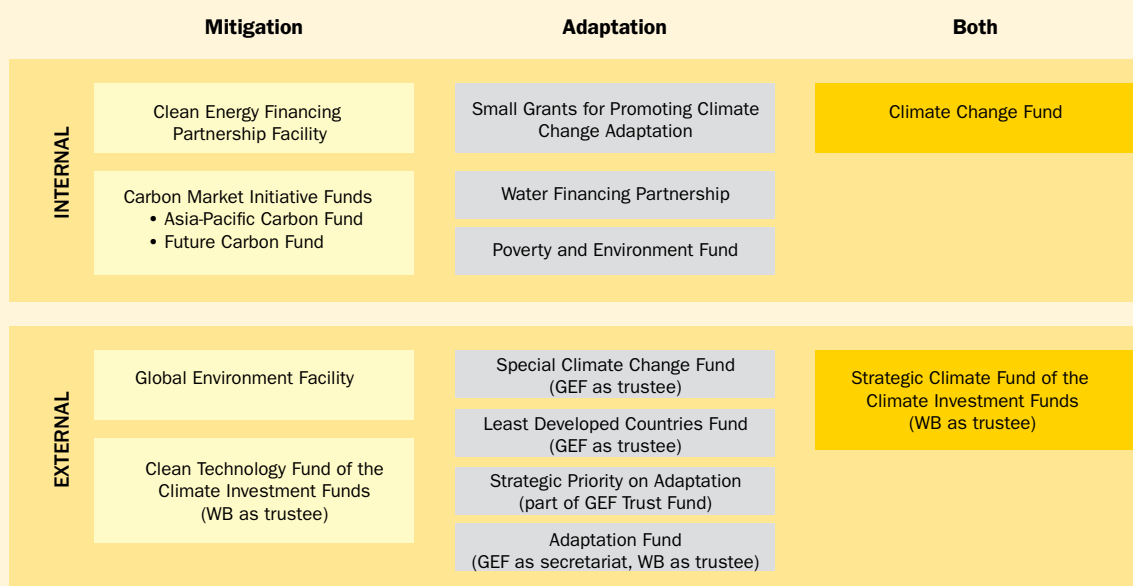 Mitigation
Adaptation
Both
INTERNAL
Clean Energy Financing
Partnership Facility
Carbon Market Initiative Funds
• Asia-Pacific Carbon Fund
• Future Carbon Fund
Small Grants for Promoting Climate
Change Adaptation
Water Financing Partnership
Poverty and Environment Fund
Climate Change Fund
EXTERNAL
Global Environment Facility
Clean Technology Fund of the
Climate Investment Funds
(WB as trustee)
Special Climate Change Fund
(GEF as trustee)
Least Developed Countries Fund
(GEF as trustee)
Strategic Priority on Adaptation
(part of GEF Trust Fund)
Adaptation Fund
(GEF as secretariat, WB as trustee)
Strategic Climate Fund of the
Climate Investment Funds
(WB as trustee)